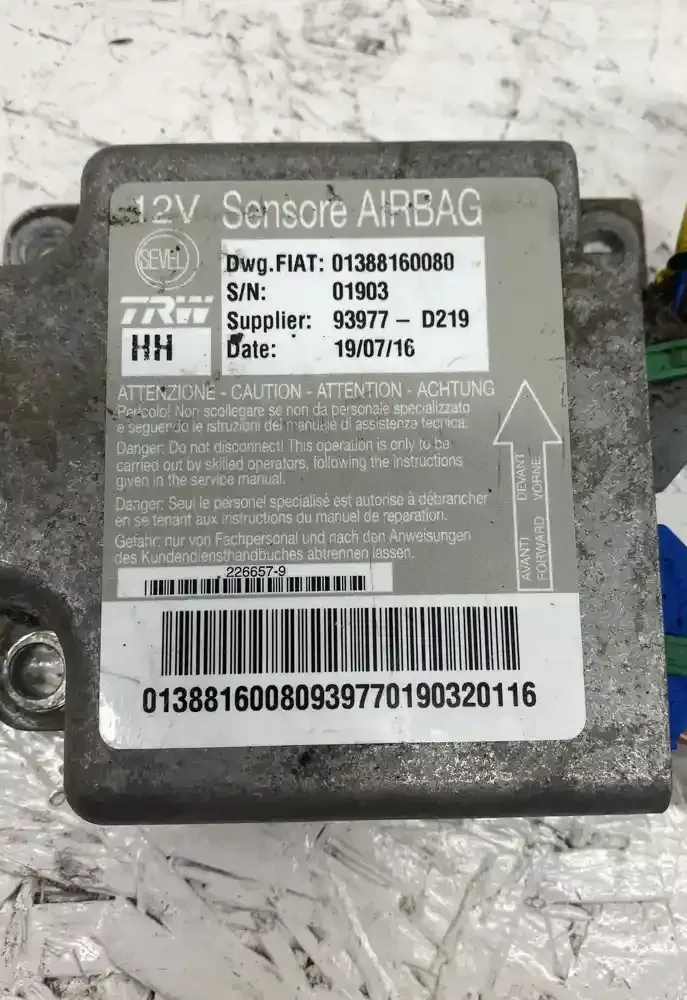 12V Sensore AIRBAG
SEVEL
Dwg.FIAT: 01388160080
S/N: 01903
TRW
Supplier: 93977 - D219
HH
Date: 19/07/16
ATTENZIONE - CAUTION - ATTENTION - ACHTUNG
Pericolo! Non scollegare se non da personale specializzato
e seguendo le istruzioni del manuale di assistenza tecnica.
Danger: Do not disconnect! This operation is only to be
carried out by skilled operators, following the instructions
given in the service manual.
Danger: Seul le personel specialisé est autorisé à débrancher
en se tenant aux instructions du manuel de reparation.
Gefahr: nur von Fachpersonal und nach den Anweisungen
des Kundendiensthandbuches abtrennen lassen.
AVANTI DEVANT
FORWARD VORNE
226657-9
01388160080939770190320116